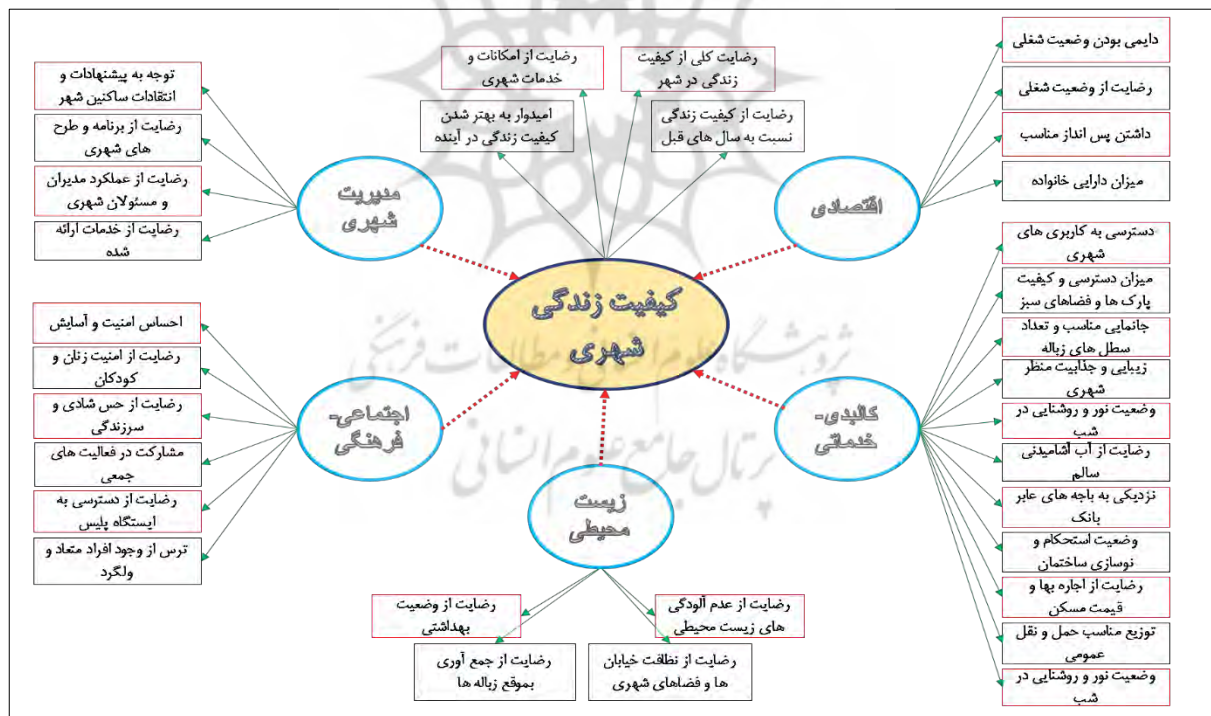 دایمی بودن وضعیت شغلی
رضایت از وضعیت شغلی
داشتن پس انداز مناسب
میزان دارایی خانواده
اقتصادی
رضایت کلی از کیفیت
زندگی در شهر
رضایت از کیفیت زندگی
نسبت به سال های قبل
رضایت از امکانات و
خدمات شهری
امیدوار به بهتر شدن
کیفیت زندگی در آینده
توجه به پیشنهادات و
انتقادات ساکنین شهر
رضایت از برنامه و طرح
های شهری
رضایت از عملکرد مدیران
و مسئولان شهری
رضایت از خدمات ارائه
شده
مدیریت
شهری
کیفیت زندگی
شهری
دسترسی به کاربری های
شهری
میزان دسترسی و کیفیت
پارک ها و فضاهای سبز
جانمایی مناسب و تعداد
سطل های زباله
زیبایی و جذابیت منظر
شهری
وضعیت نور و روشنایی در
شب
رضایت از آب آشامیدنی
سالم
نزدیکی به باجه های عابر
بانک
وضعیت استحکام و
نوسازی ساختمان
رضایت از اجاره بها و
قیمت مسکن
توزیع مناسب حمل و نقل
عمومی
وضعیت نور و روشنایی در
شب
کالبدی-
خدماتی
احساس امنیت و آسایش
رضایت از امنیت زنان و
کودکان
رضایت از حس شادی و
سرزندگی
مشارکت در فعالیت های
جمعی
رضایت از دسترسی به
ایستگاه پلیس
ترس از وجود افراد معتاد و
ولگرد
اجتماعی-
فرهنگی
زیست
محیطی
رضایت از عدم آلودگی
های زیست محیطی
رضایت از نظافت خیابان
ها و فضاهای شهری
رضایت از وضعیت
بهداشتی
رضایت از جمع آوری
بموقع زباله ها
پژوهشگاه علوم انسانی و مطالعات فرهنگی
پرتال جامع علوم انسانی